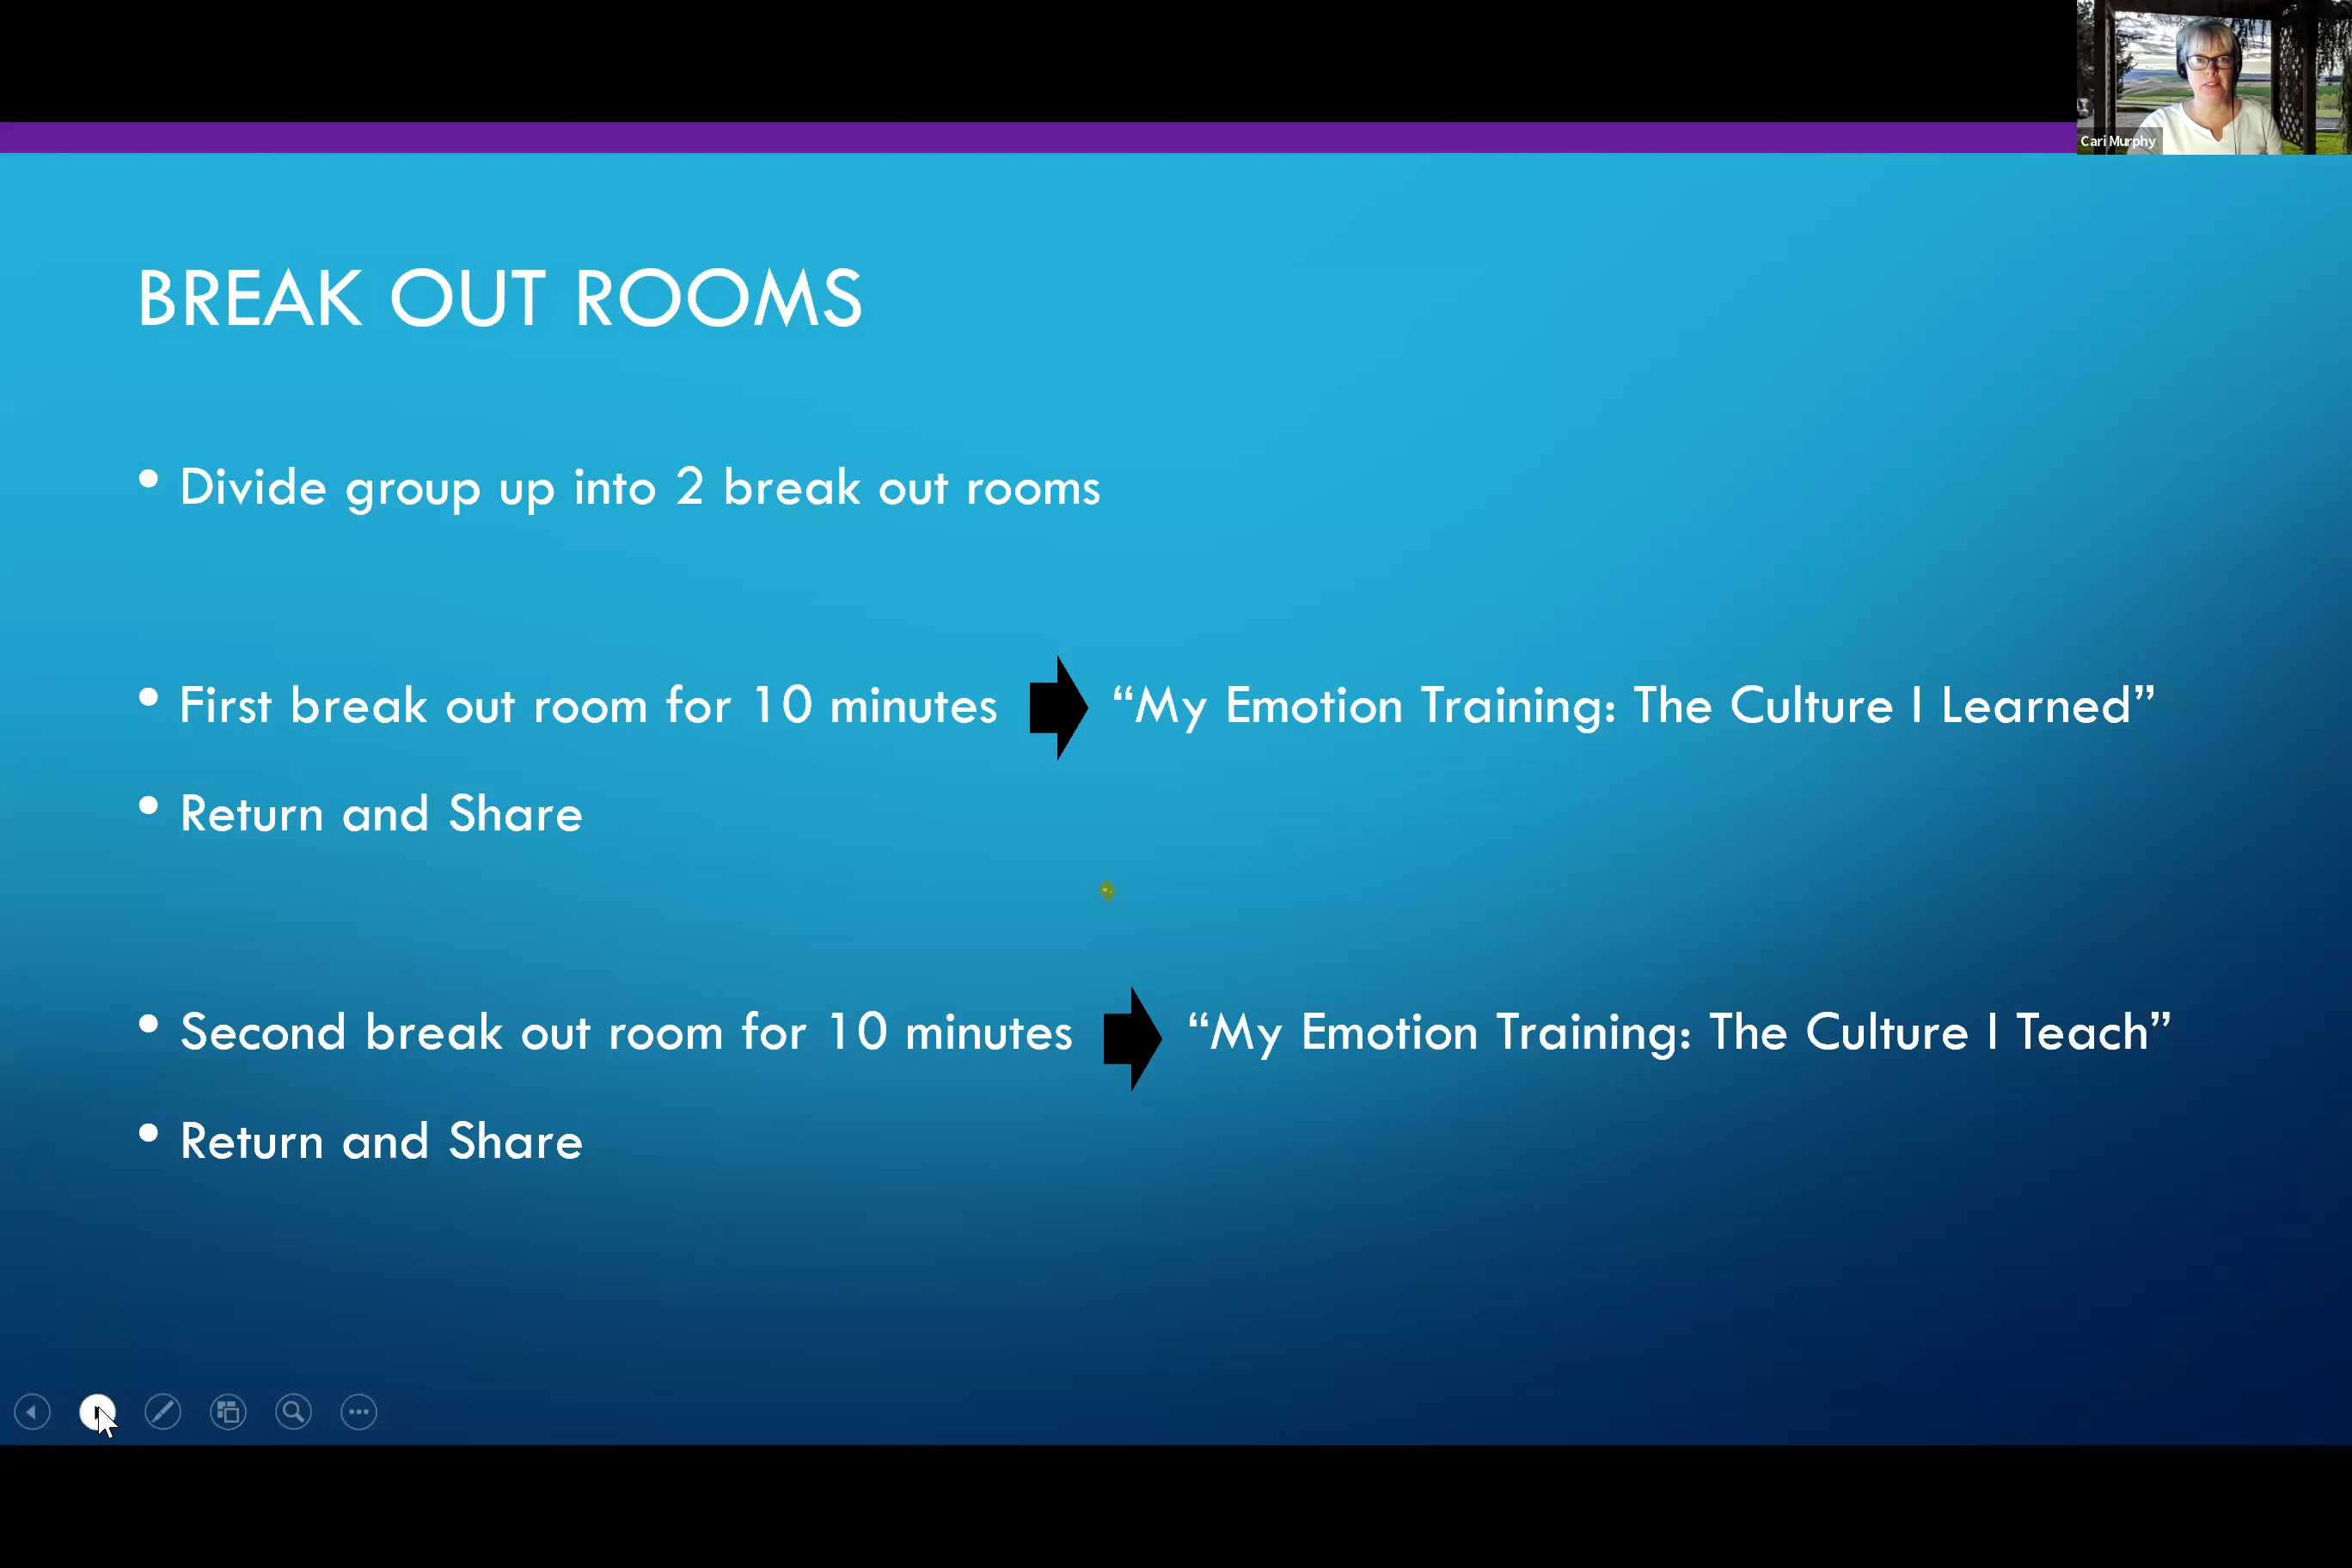 Cari Murphy
BREAK OUT ROOMS
• Divide group up into 2 break out rooms
• First break out room for 10 minutes “My Emotion Training: The Culture I Learned”
• Return and Share
• Second break out room for 10 minutes “My Emotion Training: The Culture I Teach”
• Return and Share